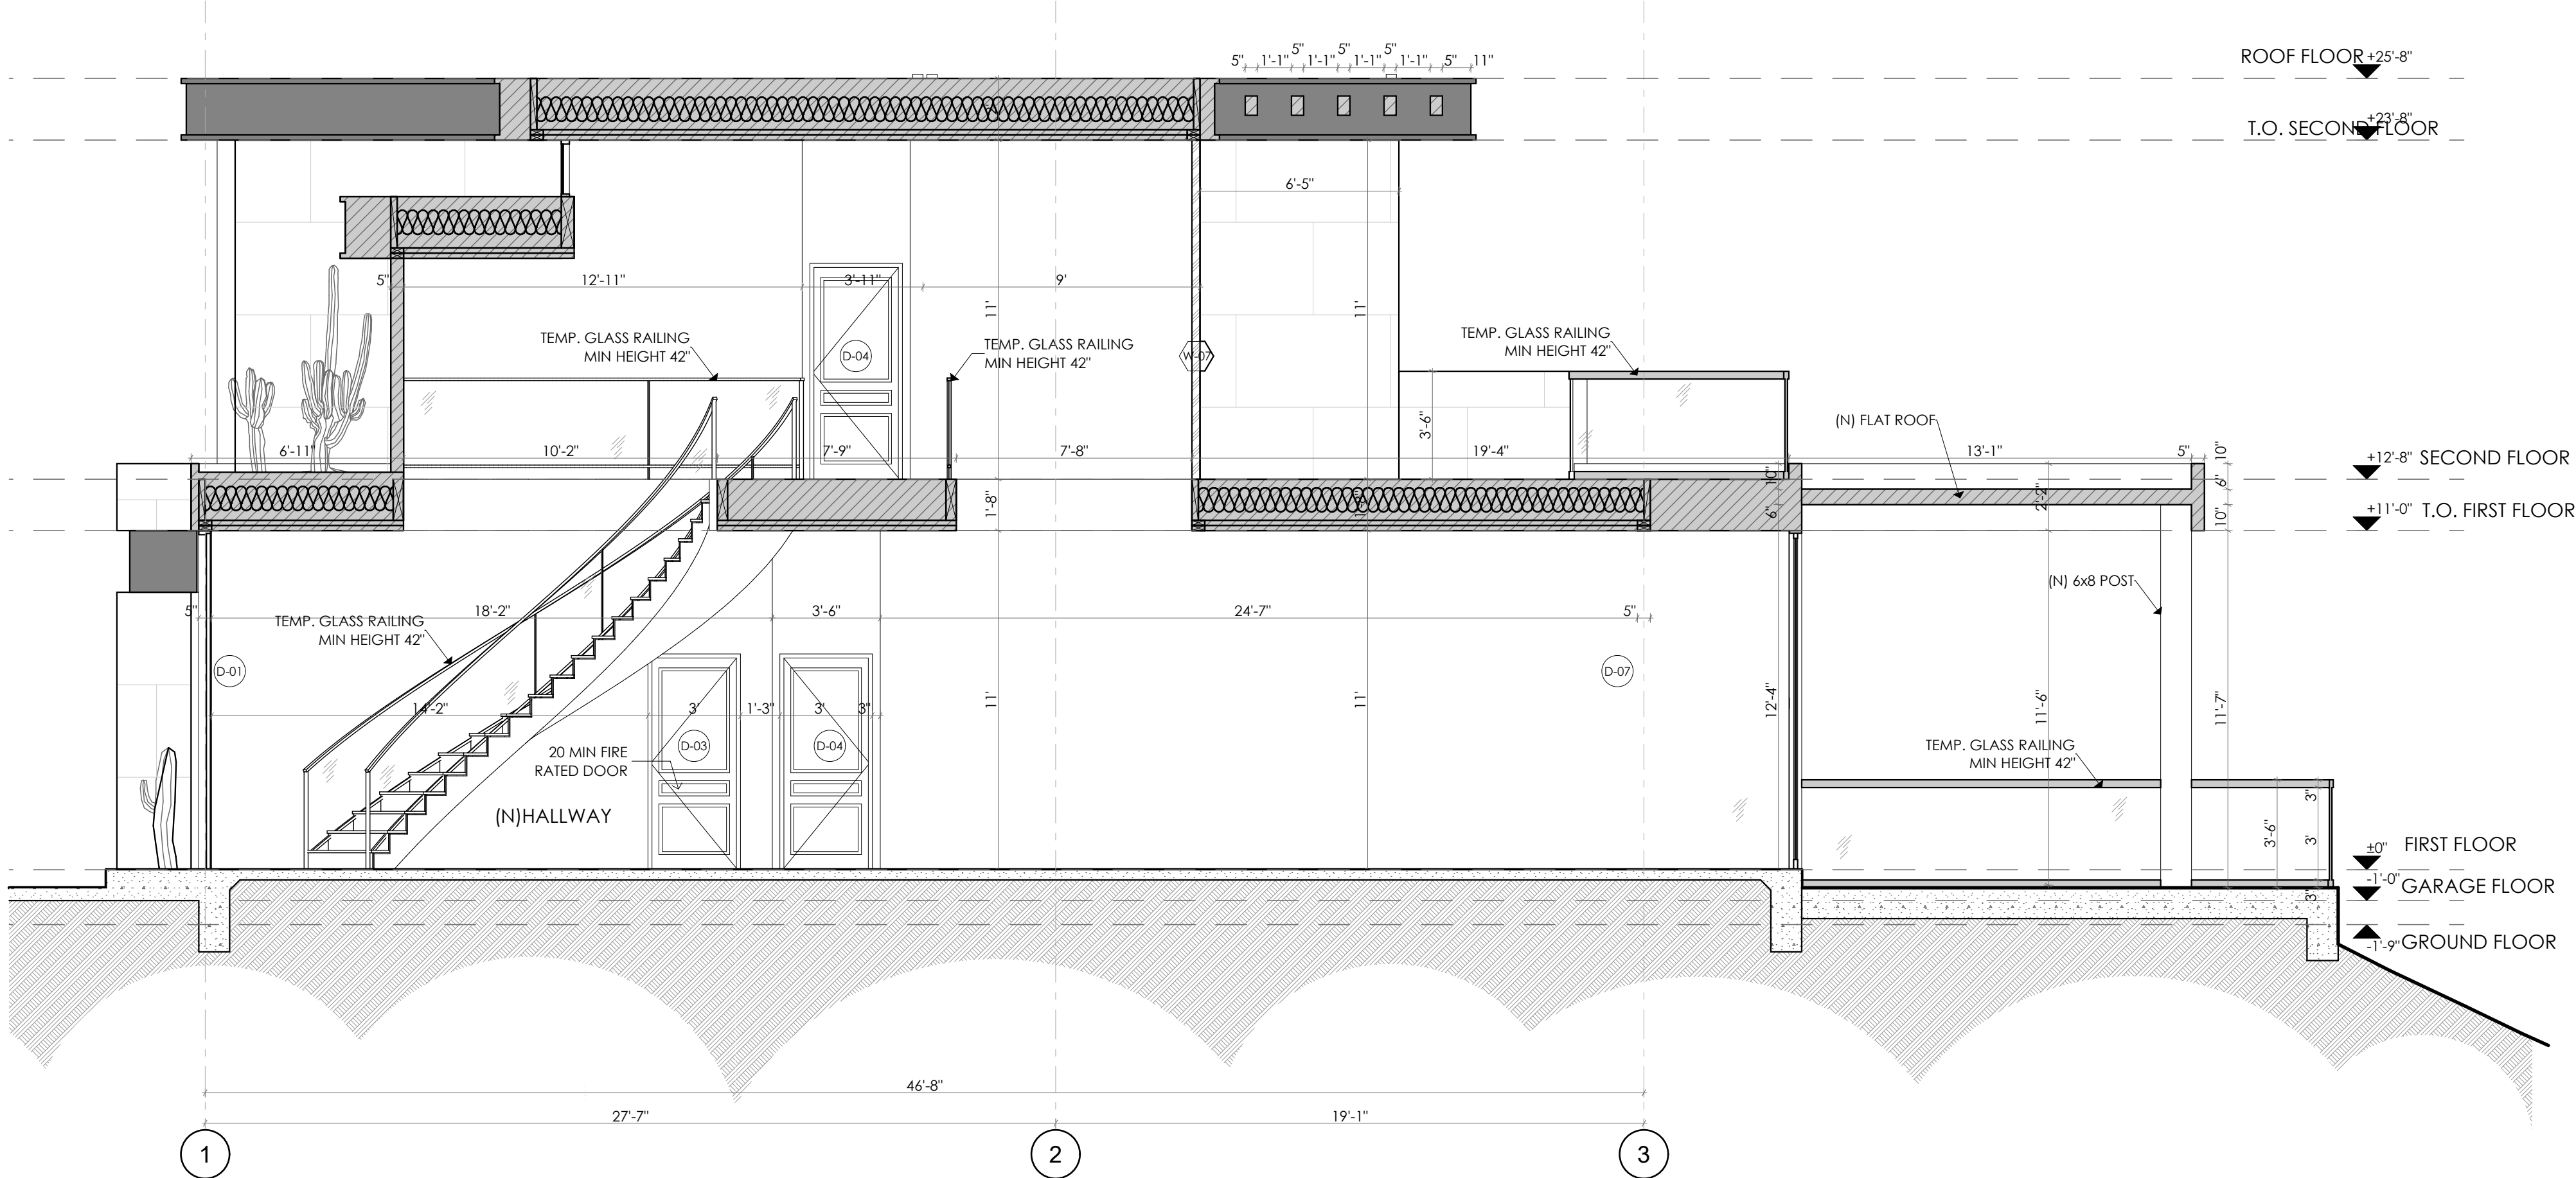 5" 1'-1" 5" 1'-1" 5" 1'-1" 5" 1'-1" 5" 11"
ROOF FLOOR +25'-8"
+23'-8"
T.O. SECOND FLOOR
6'-5"
5" 12'-11" 3'-11" 9'
11'
11'
TEMP. GLASS RAILING
MIN HEIGHT 42"
D-04
TEMP. GLASS RAILING
MIN HEIGHT 42"
W-07
TEMP. GLASS RAILING
MIN HEIGHT 42"
3'-6"
(N) FLAT ROOF
6'-11" 10'-2" 7'-9" 7'-8" 19'-4" 13'-1" 5"
10"
+12'-8" SECOND FLOOR
10"
6"
1'-8"
1'-8"
2'-2"
6"
10"
+11'-0" T.O. FIRST FLOOR
(N) 6x8 POST
5" 18'-2" 3'-6" 24'-7" 5"
TEMP. GLASS RAILING
MIN HEIGHT 42"
D-01
D-07
11'
11'
12'-4"
11'-6"
11'-7"
14'-2" 3' 1'-3" 3' 3"
D-03
D-04
20 MIN FIRE
RATED DOOR
TEMP. GLASS RAILING
MIN HEIGHT 42"
(N)HALLWAY
3"
3'-6"
3'
3"
±0" FIRST FLOOR
-1'-0" GARAGE FLOOR
-1'-9" GROUND FLOOR
46'-8"
27'-7" 19'-1"
1 2 3